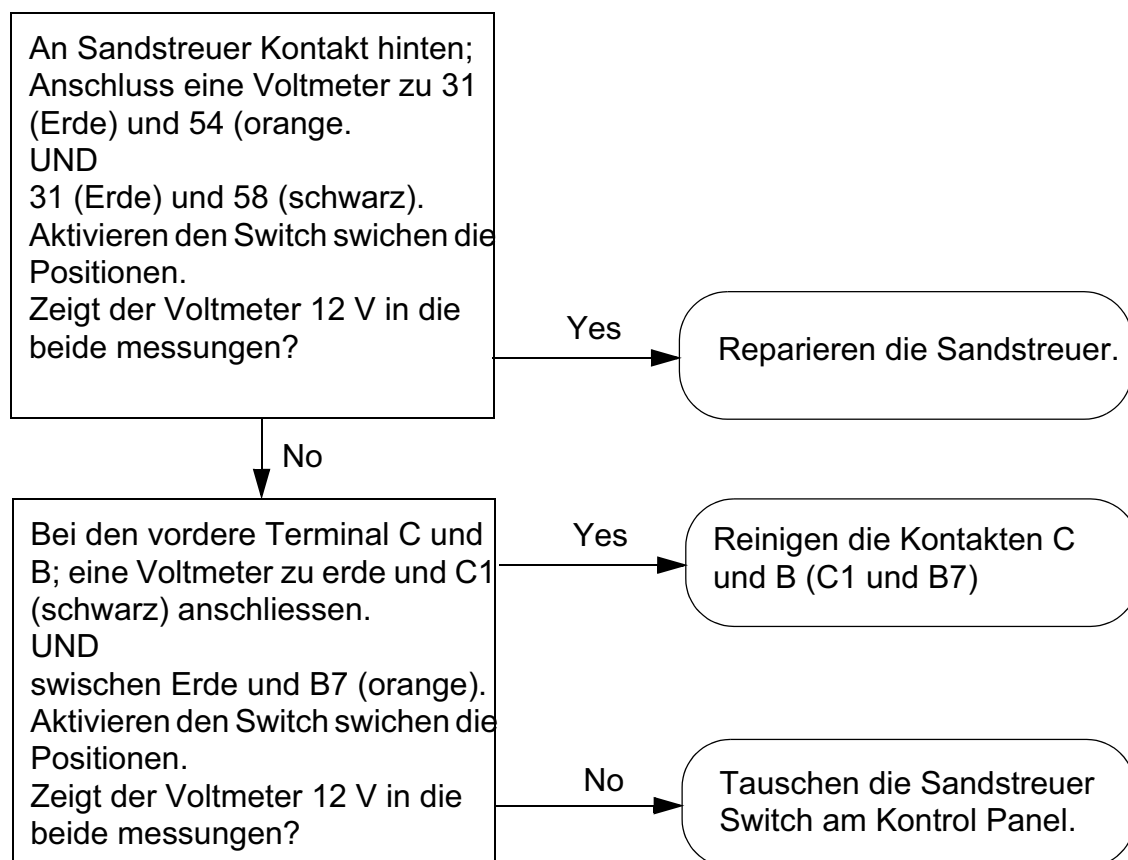 An Sandstreuer Kontakt hinten;
Anschluss eine Voltmeter zu 31
(Erde) und 54 (orange.
UND
31 (Erde) und 58 (schwarz).
Aktivieren den Switch swichen die
Positionen.
Zeigt der Voltmeter 12 V in die
beide messungen?
Yes
Reparieren die Sandstreuer.
No
Bei den vordere Terminal C und
B; eine Voltmeter zu erde und C1
(schwarz) anschliessen.
UND
swischen Erde und B7 (orange).
Aktivieren den Switch swichen die
Positionen.
Zeigt der Voltmeter 12 V in die
beide messungen?
Yes
Reinigen die Kontakten C
und B (C1 und B7)
No
Tauschen die Sandstreuer
Switch am Kontrol Panel.